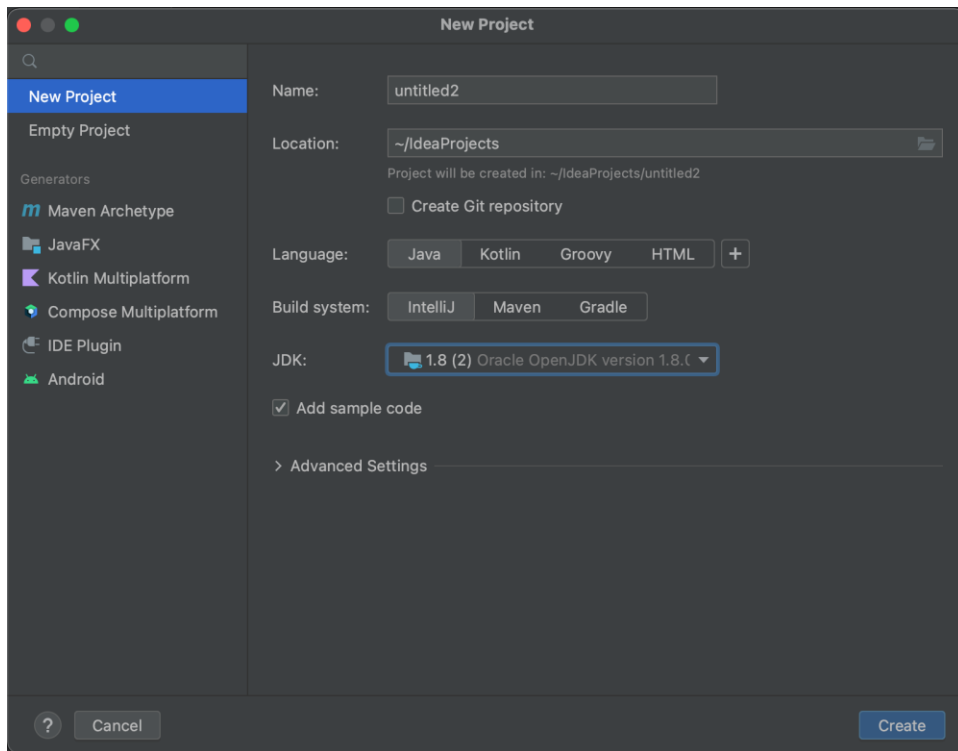 New Project
New Project
Empty Project
Generators
Maven Archetype
JavaFX
Kotlin Multiplatform
Compose Multiplatform
IDE Plugin
Android
Name: untitled2
Location: ~/IdeaProjects
Project will be created in: ~/IdeaProjects/untitled2
Create Git repository
Language: Java Kotlin Groovy HTML +
Build system: IntelliJ Maven Gradle
JDK: 1.8 (2) Oracle OpenJDK version 1.8.
Add sample code
> Advanced Settings
? Cancel Create